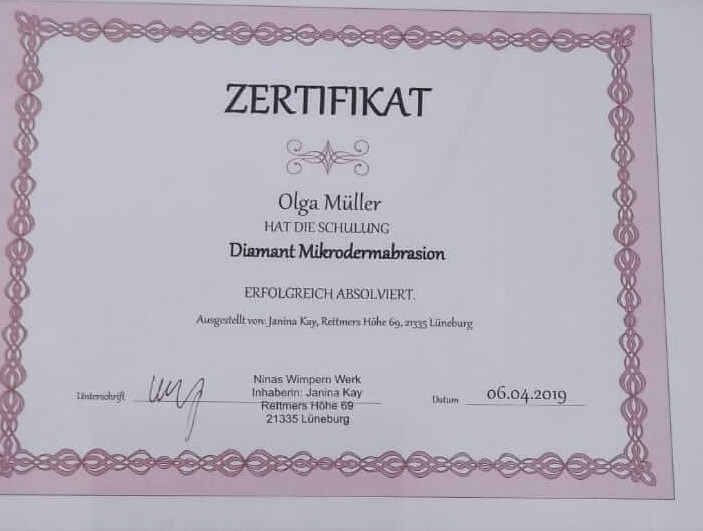 ZERTIFIKAT
Olga Müller
HAT DIE SCHULUNG
Diamant Mikrodermabrasion
ERFOLGREICH ABSOLVIERT.
Ausgestellt von: Janina Kay, Rettmers Höhe 69, 21335 Lüneburg
Unterschrift
Ninas Wimpern Werk
Inhaberin: Janina Kay
Rettmers Höhe 69
21335 Lüneburg
Datum 06.04.2019